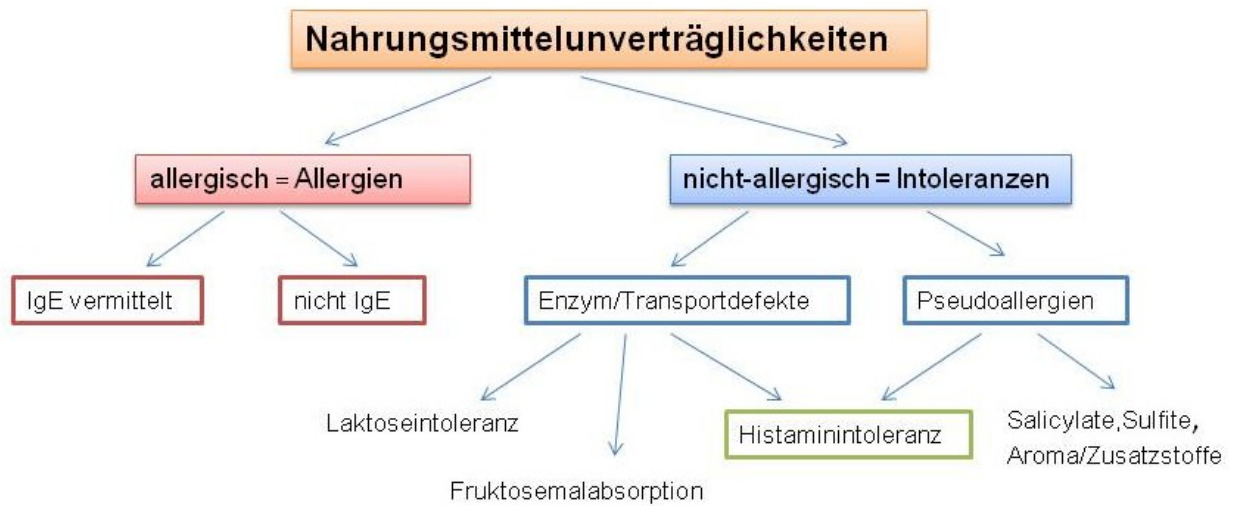 Nahrungsmittelunverträglichkeiten
allergisch = Allergien
nicht-allergisch = Intoleranzen
IgE vermittelt
nicht IgE
Enzym/Transportdefekte
Pseudoallergien
Laktoseintoleranz
Histaminintoleranz
Salicylate,Sulfite,
Aroma/Zusatzstoffe
Fruktosemalabsorption